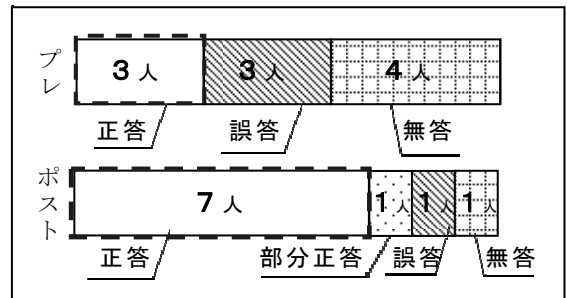 プレ
3人 3人 4人
正答 誤答 無答
ポスト
7人 1人 1人 1人
正答 部分正答 誤答 無答